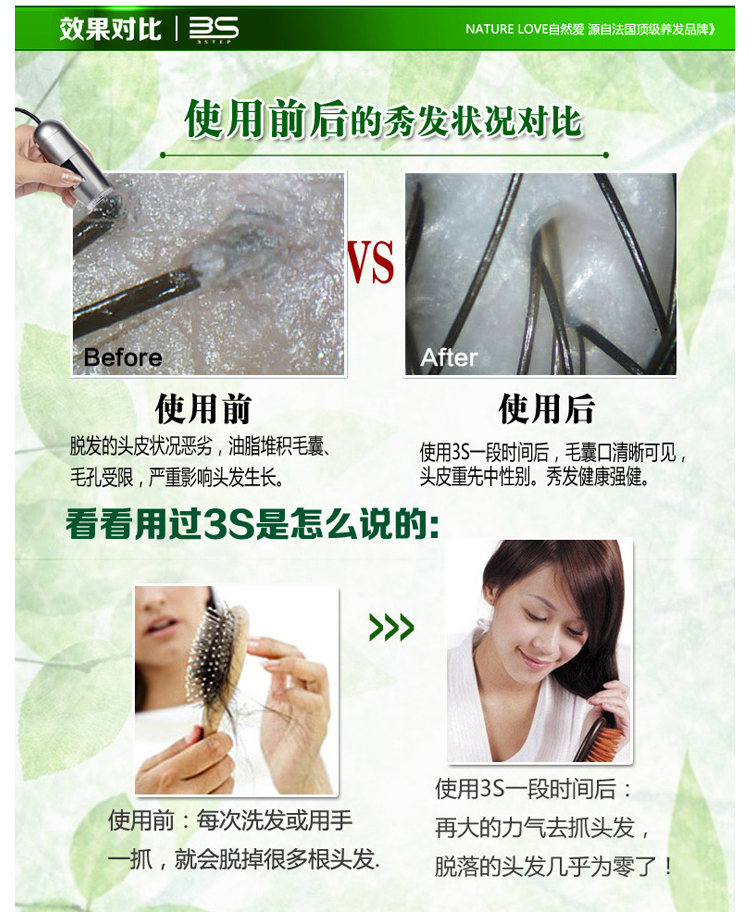 效果对比 | 3S
3STEP
NATURE LOVE自然爱 源自法国顶级养发品牌》
使用前后的秀发状况对比
VS
Before
After
使用前
使用后
脱发的头皮状况恶劣，油脂堆积毛囊、
毛孔受限，严重影响头发生长。
使用3S一段时间后，毛囊口清晰可见，
头皮重先中性别。秀发健康强健。
看看用过3S是怎么说的:
>>>
使用前：每次洗发或用手
一抓，就会脱掉很多根头发.
使用3S一段时间后：
再大的力气去抓头发，
脱落的头发几乎为零了！